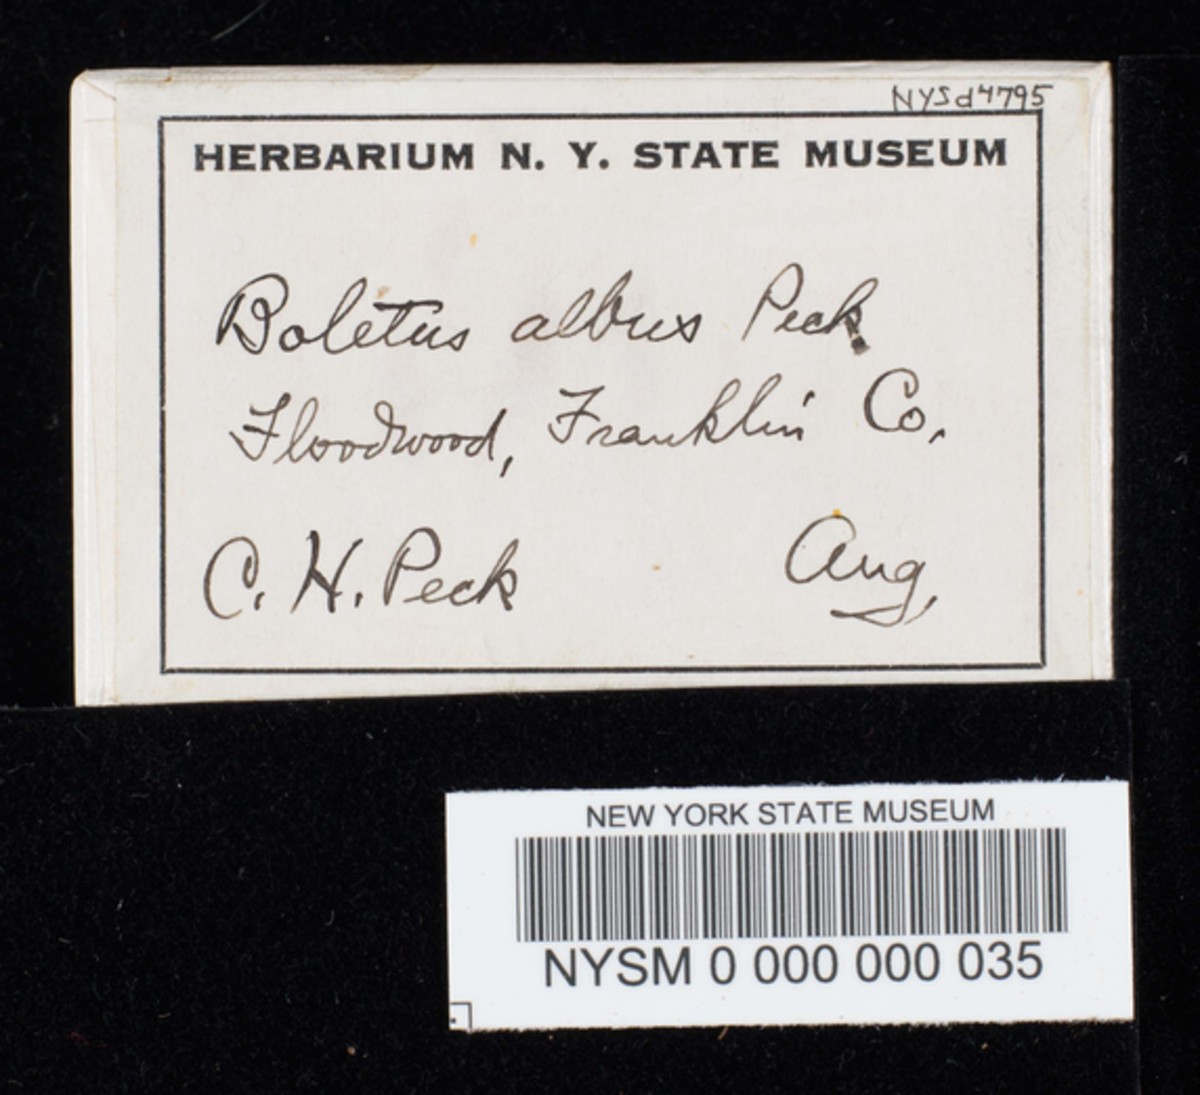 NYSd4795
HERBARIUM N. Y. STATE MUSEUM
Boletus albus Peck
Floodwood, Franklin Co.
C. H. Peck Aug.
NEW YORK STATE MUSEUM
NYSM 0 000 000 035